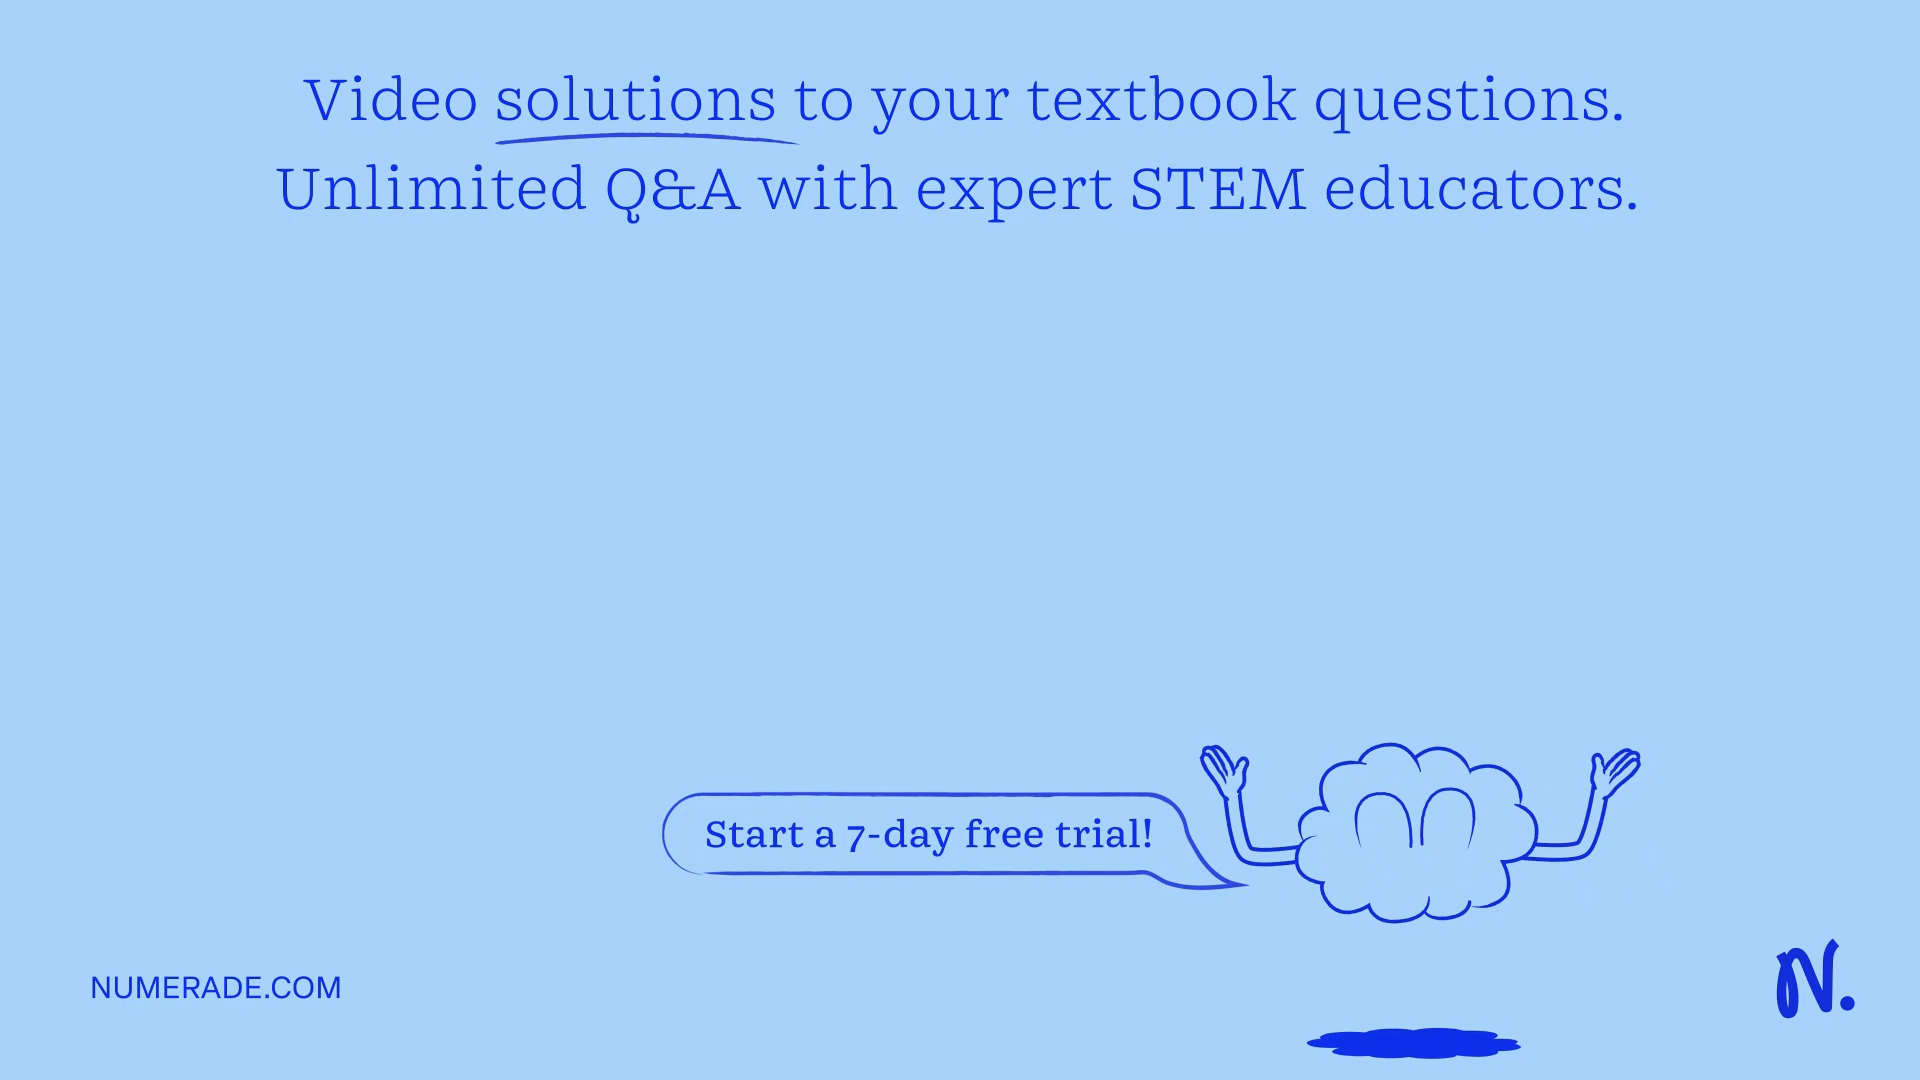 Video solutions to your textbook questions.
Unlimited Q&A with expert STEM educators.
Start a 7-day free trial!
NUMERADE.COM
N.